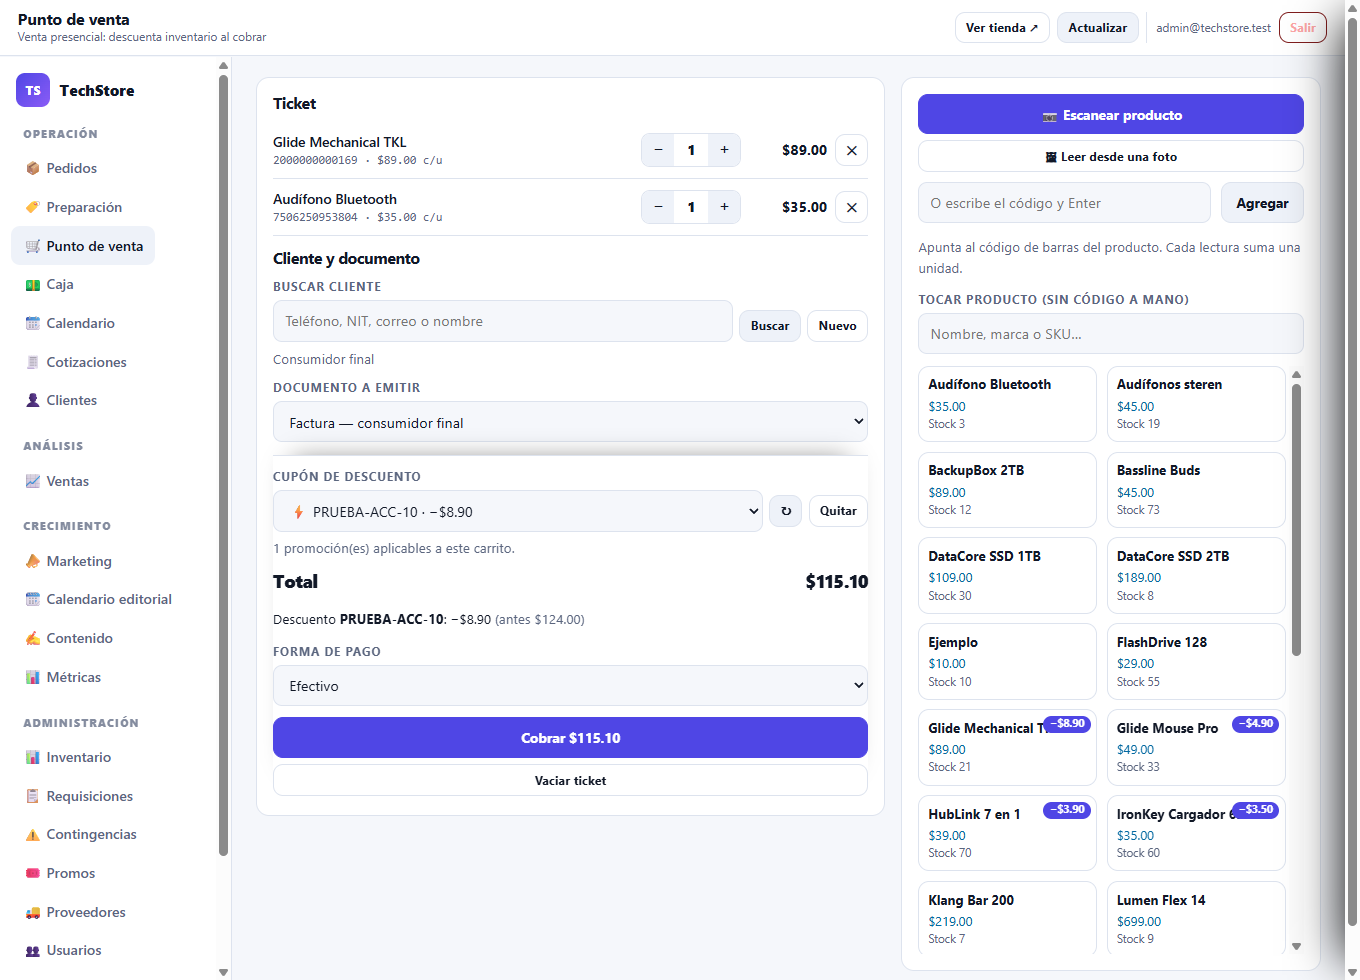 Punto de venta
Venta presencial: descuenta inventario al cobrar
Ver tienda ↗
Actualizar
admin@techstore.test
Salir
TS
TechStore
OPERACIÓN
Pedidos
Preparación
Punto de venta
Caja
Calendario
Cotizaciones
Clientes
ANÁLISIS
Ventas
CRECIMIENTO
Marketing
Calendario editorial
Contenido
Métricas
ADMINISTRACIÓN
Inventario
Requisiciones
Contingencias
Promos
Proveedores
Usuarios
Ticket
Glide Mechanical TKL
2000000000169 · $89.00 c/u
− 1 +
$89.00
✕
Audífono Bluetooth
7506250953804 · $35.00 c/u
− 1 +
$35.00
✕
Cliente y documento
BUSCAR CLIENTE
Teléfono, NIT, correo o nombre
Buscar
Nuevo
Consumidor final
DOCUMENTO A EMITIR
Factura — consumidor final
CUPÓN DE DESCUENTO
⚡ PRUEBA-ACC-10 · −$8.90
↻
Quitar
1 promoción(es) aplicables a este carrito.
Total
$115.10
Descuento PRUEBA-ACC-10: −$8.90 (antes $124.00)
FORMA DE PAGO
Efectivo
Cobrar $115.10
Vaciar ticket
Escanear producto
Leer desde una foto
O escribe el código y Enter
Agregar
Apunta al código de barras del producto. Cada lectura suma una
unidad.
TOCAR PRODUCTO (SIN CÓDIGO A MANO)
Nombre, marca o SKU...
Audífono Bluetooth
$35.00
Stock 3
Audífonos steren
$45.00
Stock 19
BackupBox 2TB
$89.00
Stock 12
Bassline Buds
$45.00
Stock 73
DataCore SSD 1TB
$109.00
Stock 30
DataCore SSD 2TB
$189.00
Stock 8
Ejemplo
$10.00
Stock 10
FlashDrive 128
$29.00
Stock 55
Glide Mechanical
−$8.90
$89.00
Stock 21
Glide Mouse Pro
−$4.90
$49.00
Stock 33
HubLink 7 en 1
−$3.90
$39.00
Stock 70
IronKey Cargador
−$3.50
$35.00
Stock 60
Klang Bar 200
$219.00
Stock 7
Lumen Flex 14
$699.00
Stock 9